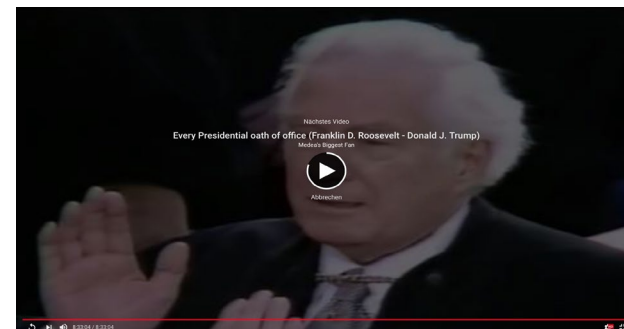 Nächstes Video
Every Presidential oath of office (Franklin D. Roosevelt - Donald J. Trump)
Medea's Biggest Fan
Abbrechen
8:33:04 / 8:33:04